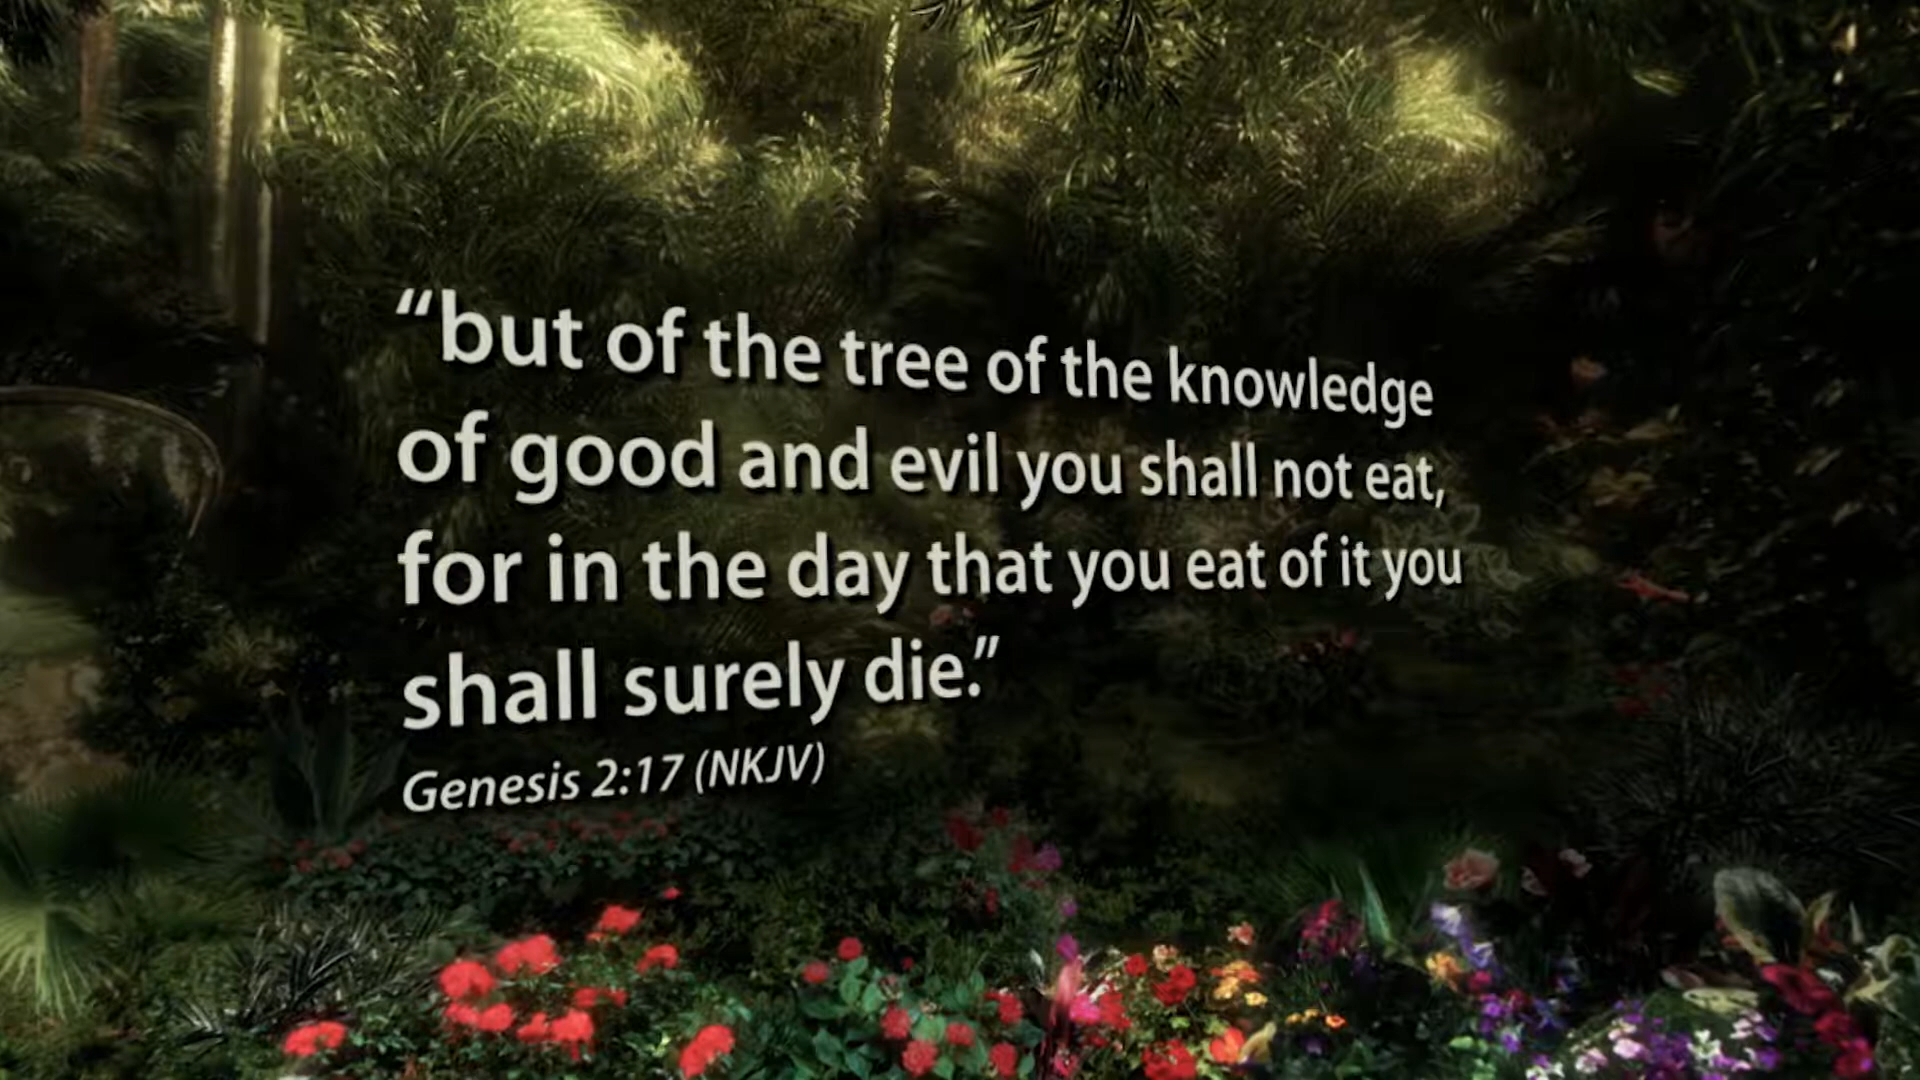 “but of the tree of the knowledge
of good and evil you shall not eat,
for in the day that you eat of it you
shall surely die.”
Genesis 2:17 (NKJV)